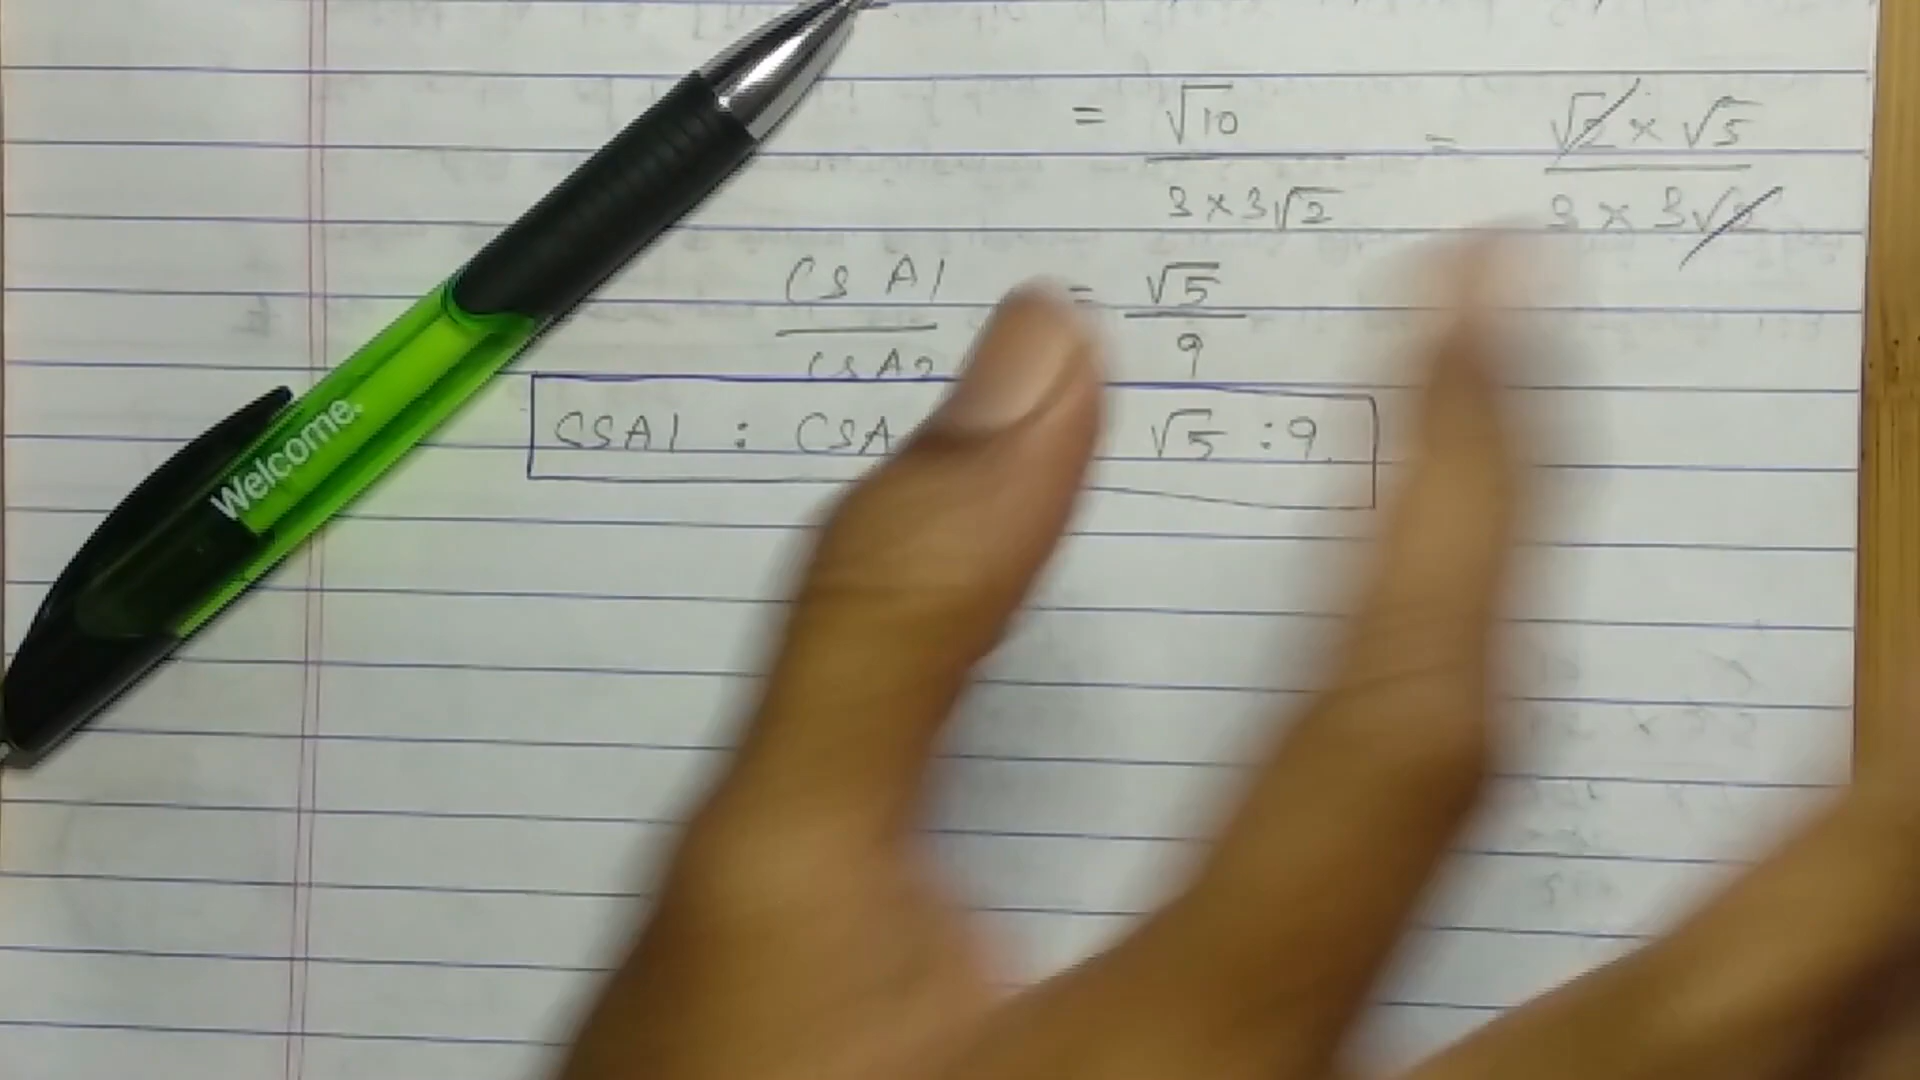 = √10 / 3 × 3√2 = √2 × √5 / 3 × 3√2
CSA1 / CSA2 = √5 / 9
CSA1 : CSA √5 : 9.
Welcome.